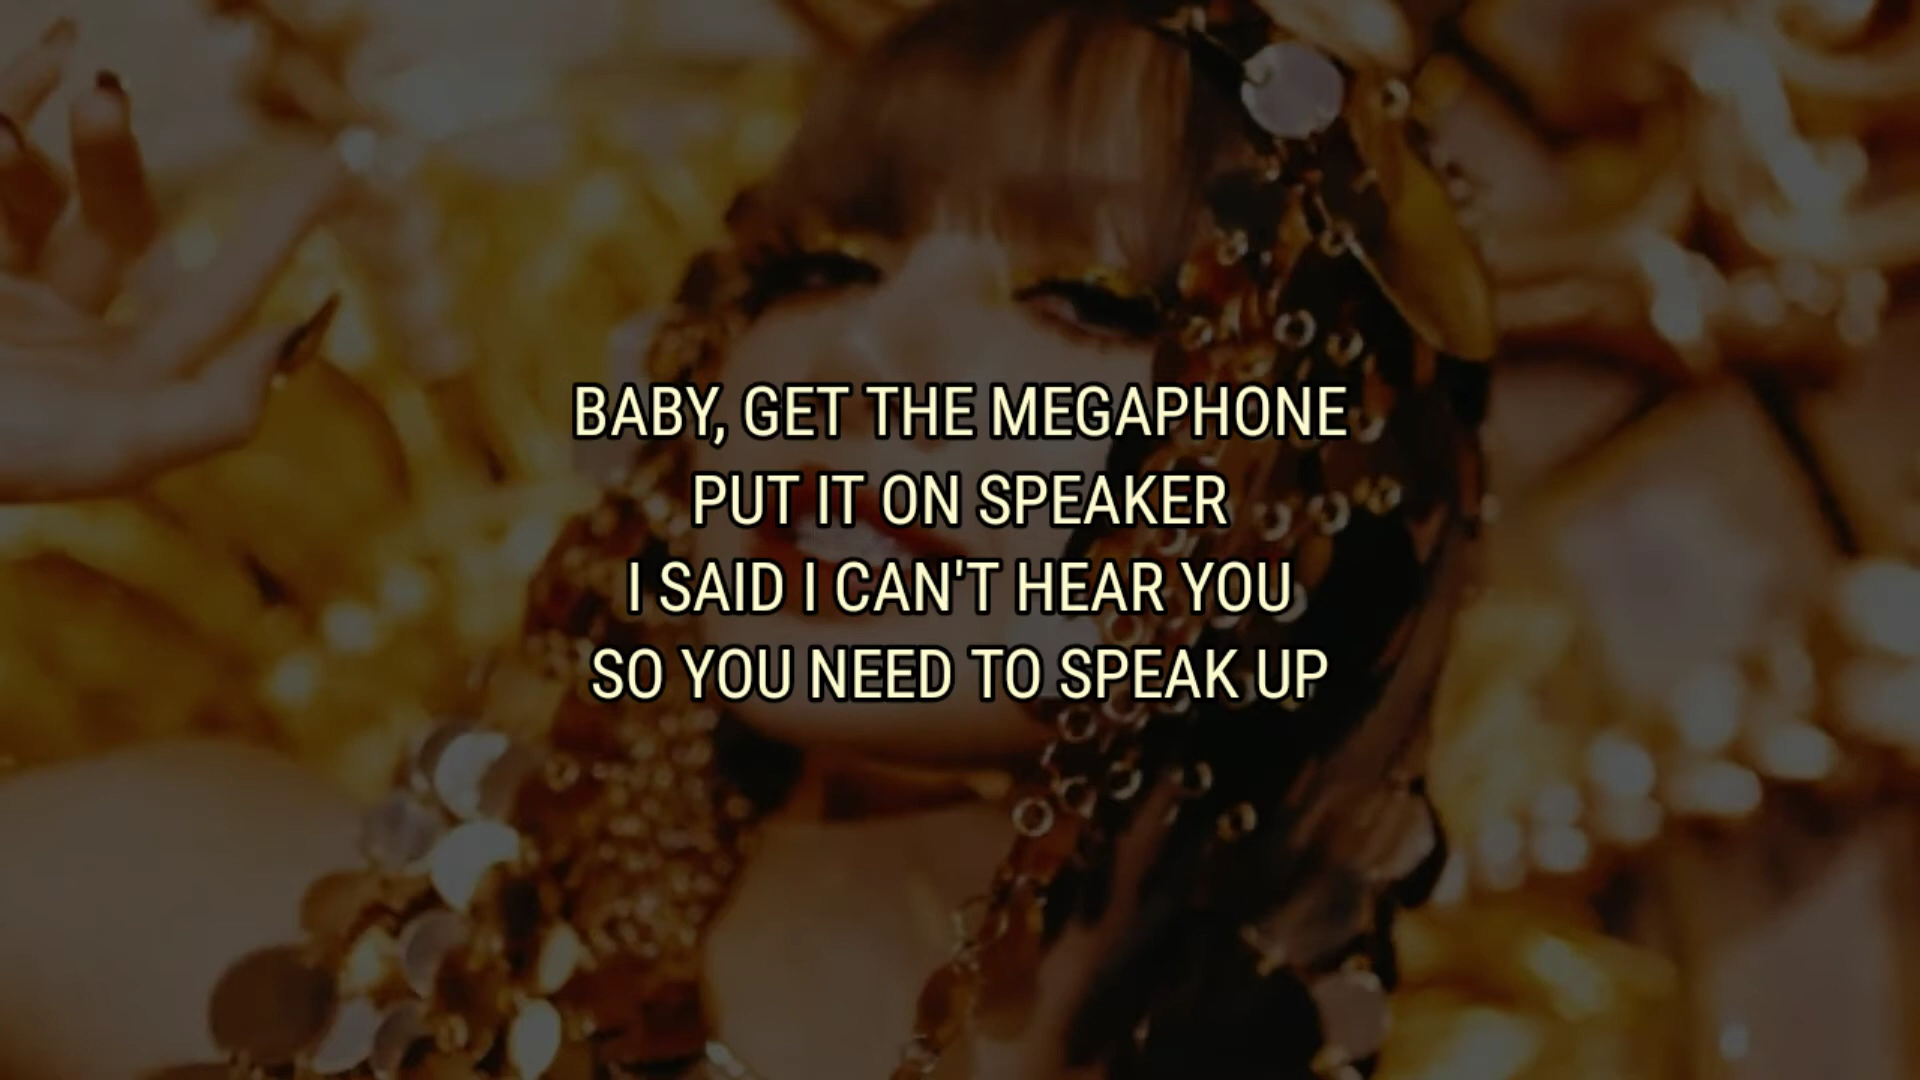 BABY, GET THE MEGAPHONE
PUT IT ON SPEAKER
I SAID I CAN'T HEAR YOU
SO YOU NEED TO SPEAK UP